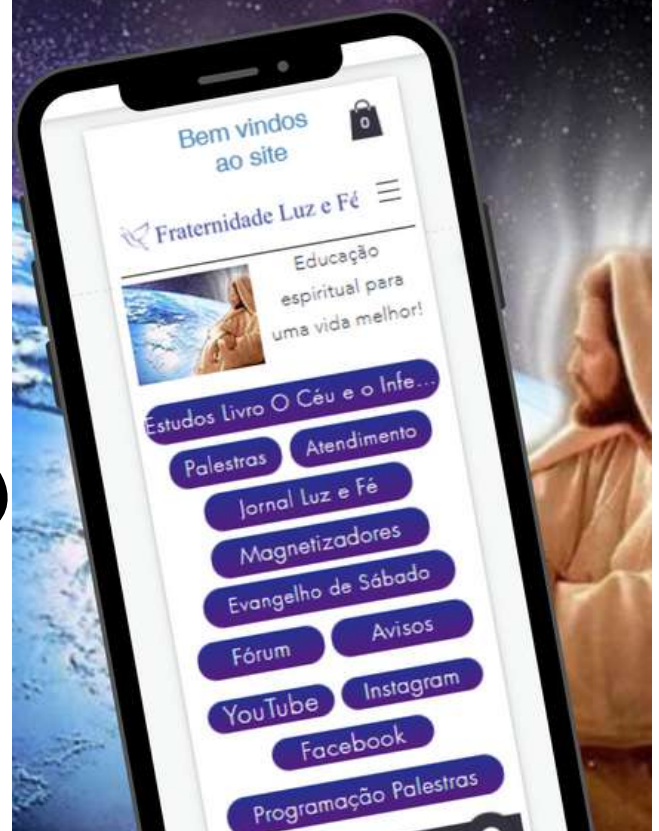 Bem vindos
ao site
0
Fraternidade Luz e Fé
Educação
espiritual para
uma vida melhor!
Estudos Livro O Céu e o Infe...
Palestras
Atendimento
Jornal Luz e Fé
Magnetizadores
Evangelho de Sábado
Fórum
Avisos
YouTube
Instagram
Facebook
Programação Palestras